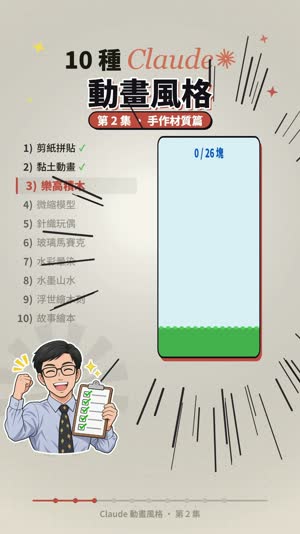 10 種 Claude
動畫風格
第 2 集 · 手作材質篇
1) 剪紙拼貼 ✓
2) 黏土動畫 ✓
3) 樂高積木
4) 微縮模型
5) 針織玩偶
6) 玻璃馬賽克
7) 水彩暈染
8) 水墨山水
9) 浮世繪木刻
10) 故事繪本
0 / 26 塊
Claude 動畫風格 · 第 2 集